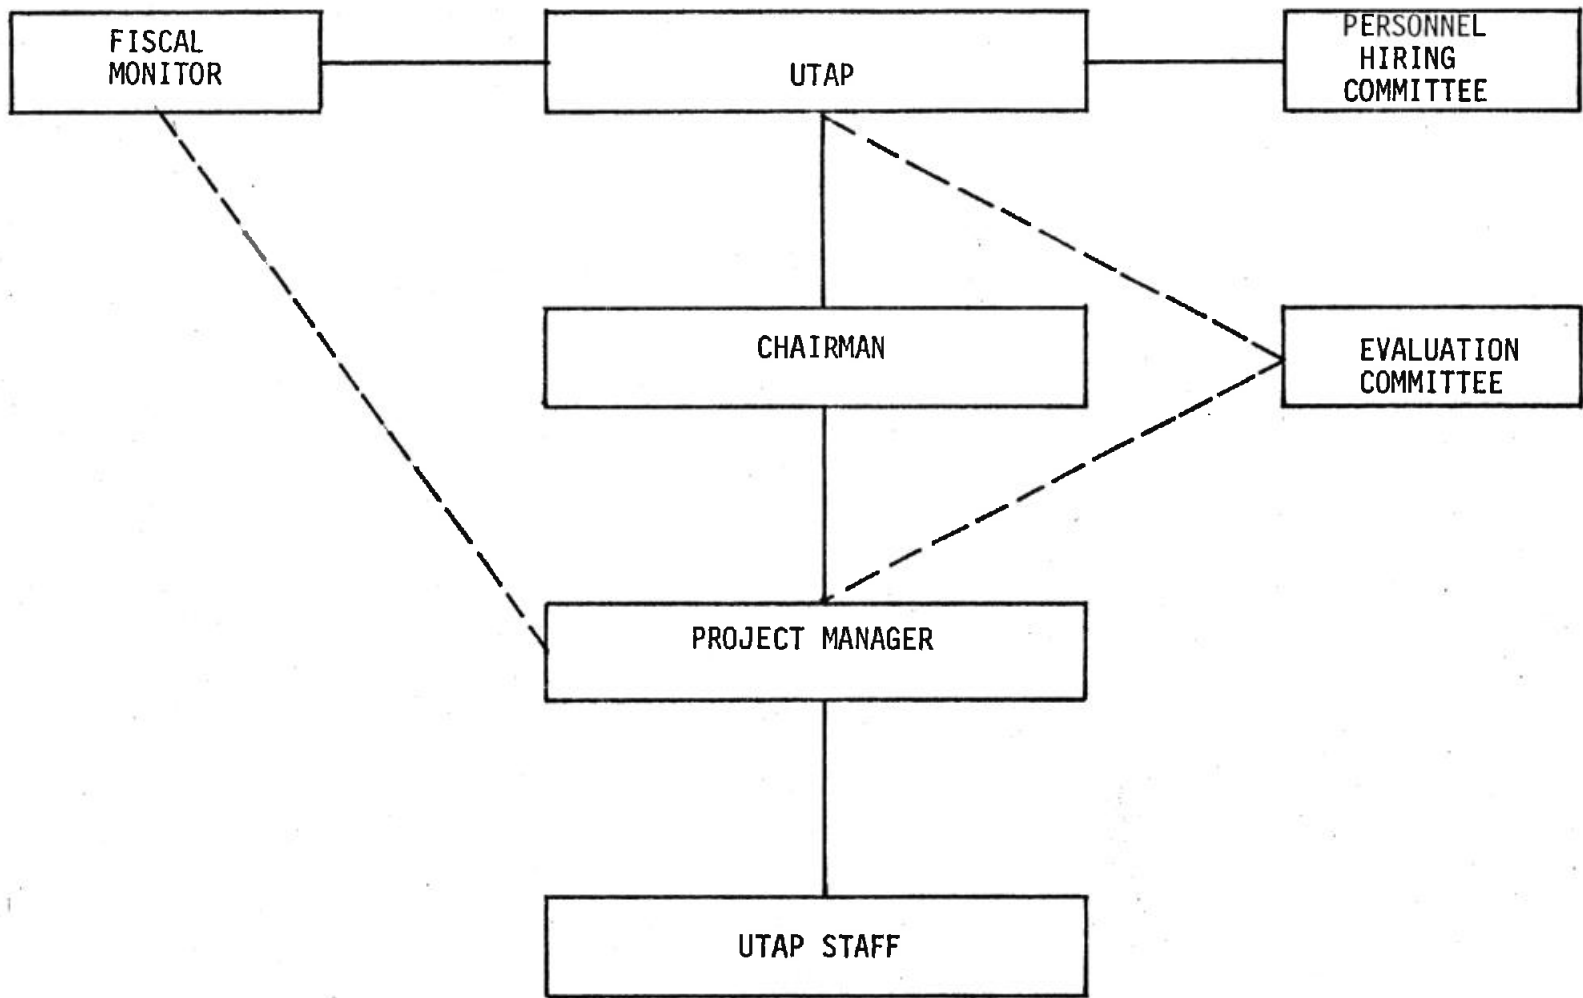 FISCAL
MONITOR
UTAP
PERSONNEL
HIRING
COMMITTEE
CHAIRMAN
EVALUATION
COMMITTEE
PROJECT MANAGER
UTAP STAFF